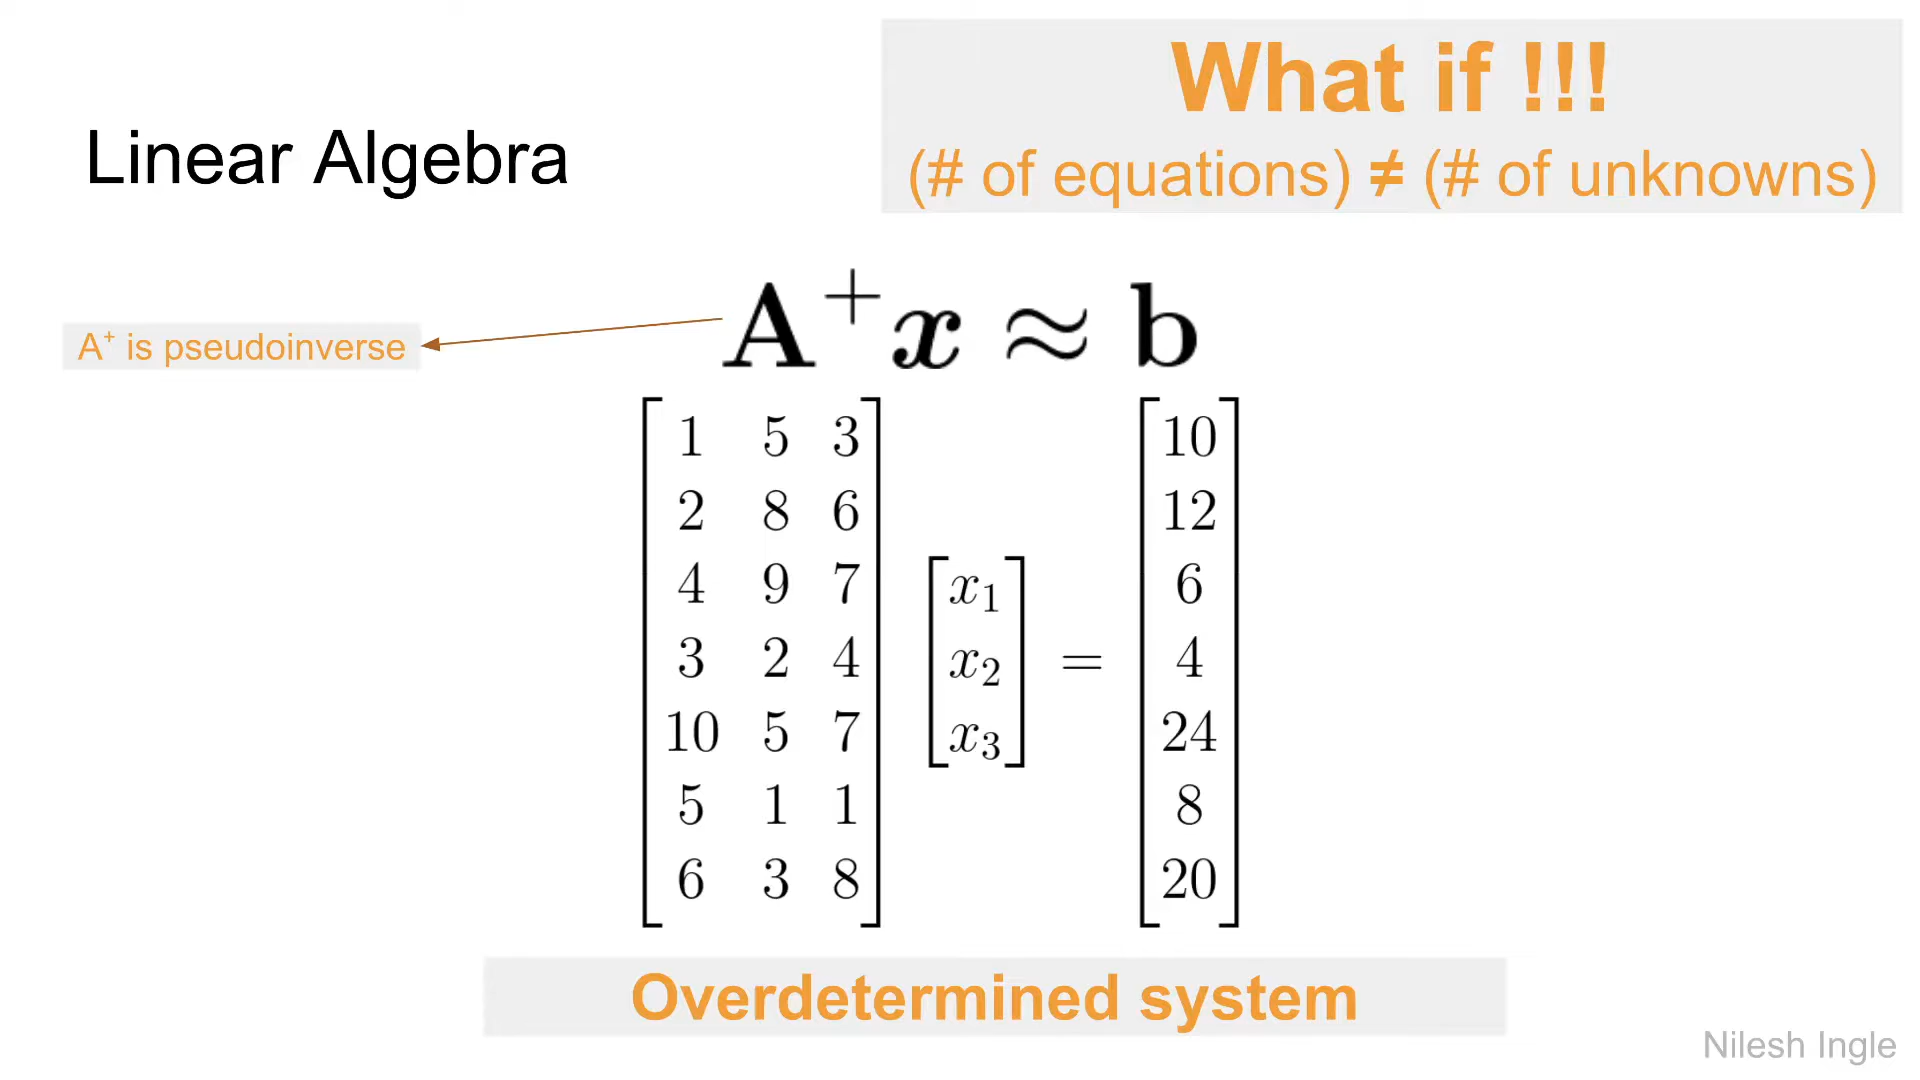 What if !!!
(# of equations) ≠ (# of unknowns)
Linear Algebra
A⁺x ≈ b
A⁺ is pseudoinverse
1 5 3 10
2 8 6 12
4 9 7 x₁ 6
3 2 4 x₂ = 4
10 5 7 x₃ 24
5 1 1 8
6 3 8 20
Overdetermined system
Nilesh Ingle